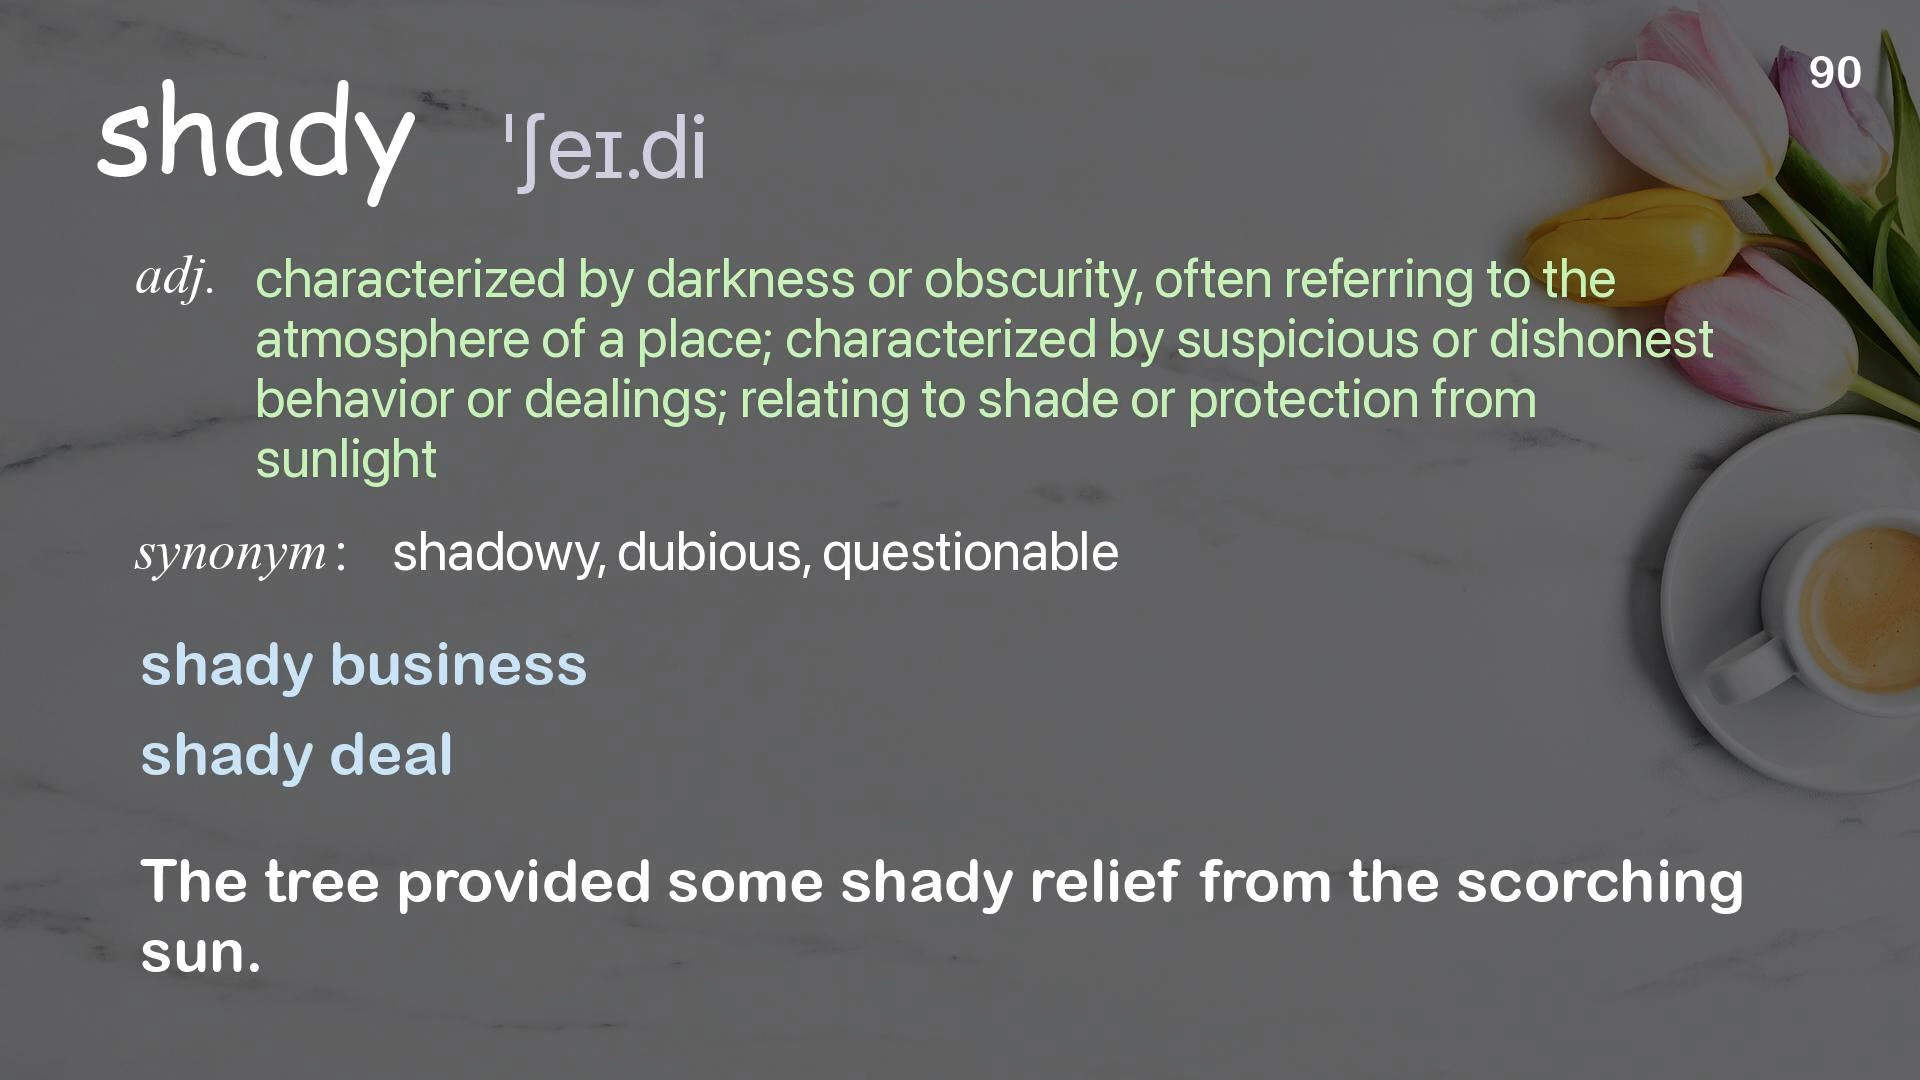 90
shady ˈʃeɪ.di
adj. characterized by darkness or obscurity, often referring to the
atmosphere of a place; characterized by suspicious or dishonest
behavior or dealings; relating to shade or protection from
sunlight
synonym: shadowy, dubious, questionable
shady business
shady deal
The tree provided some shady relief from the scorching
sun.